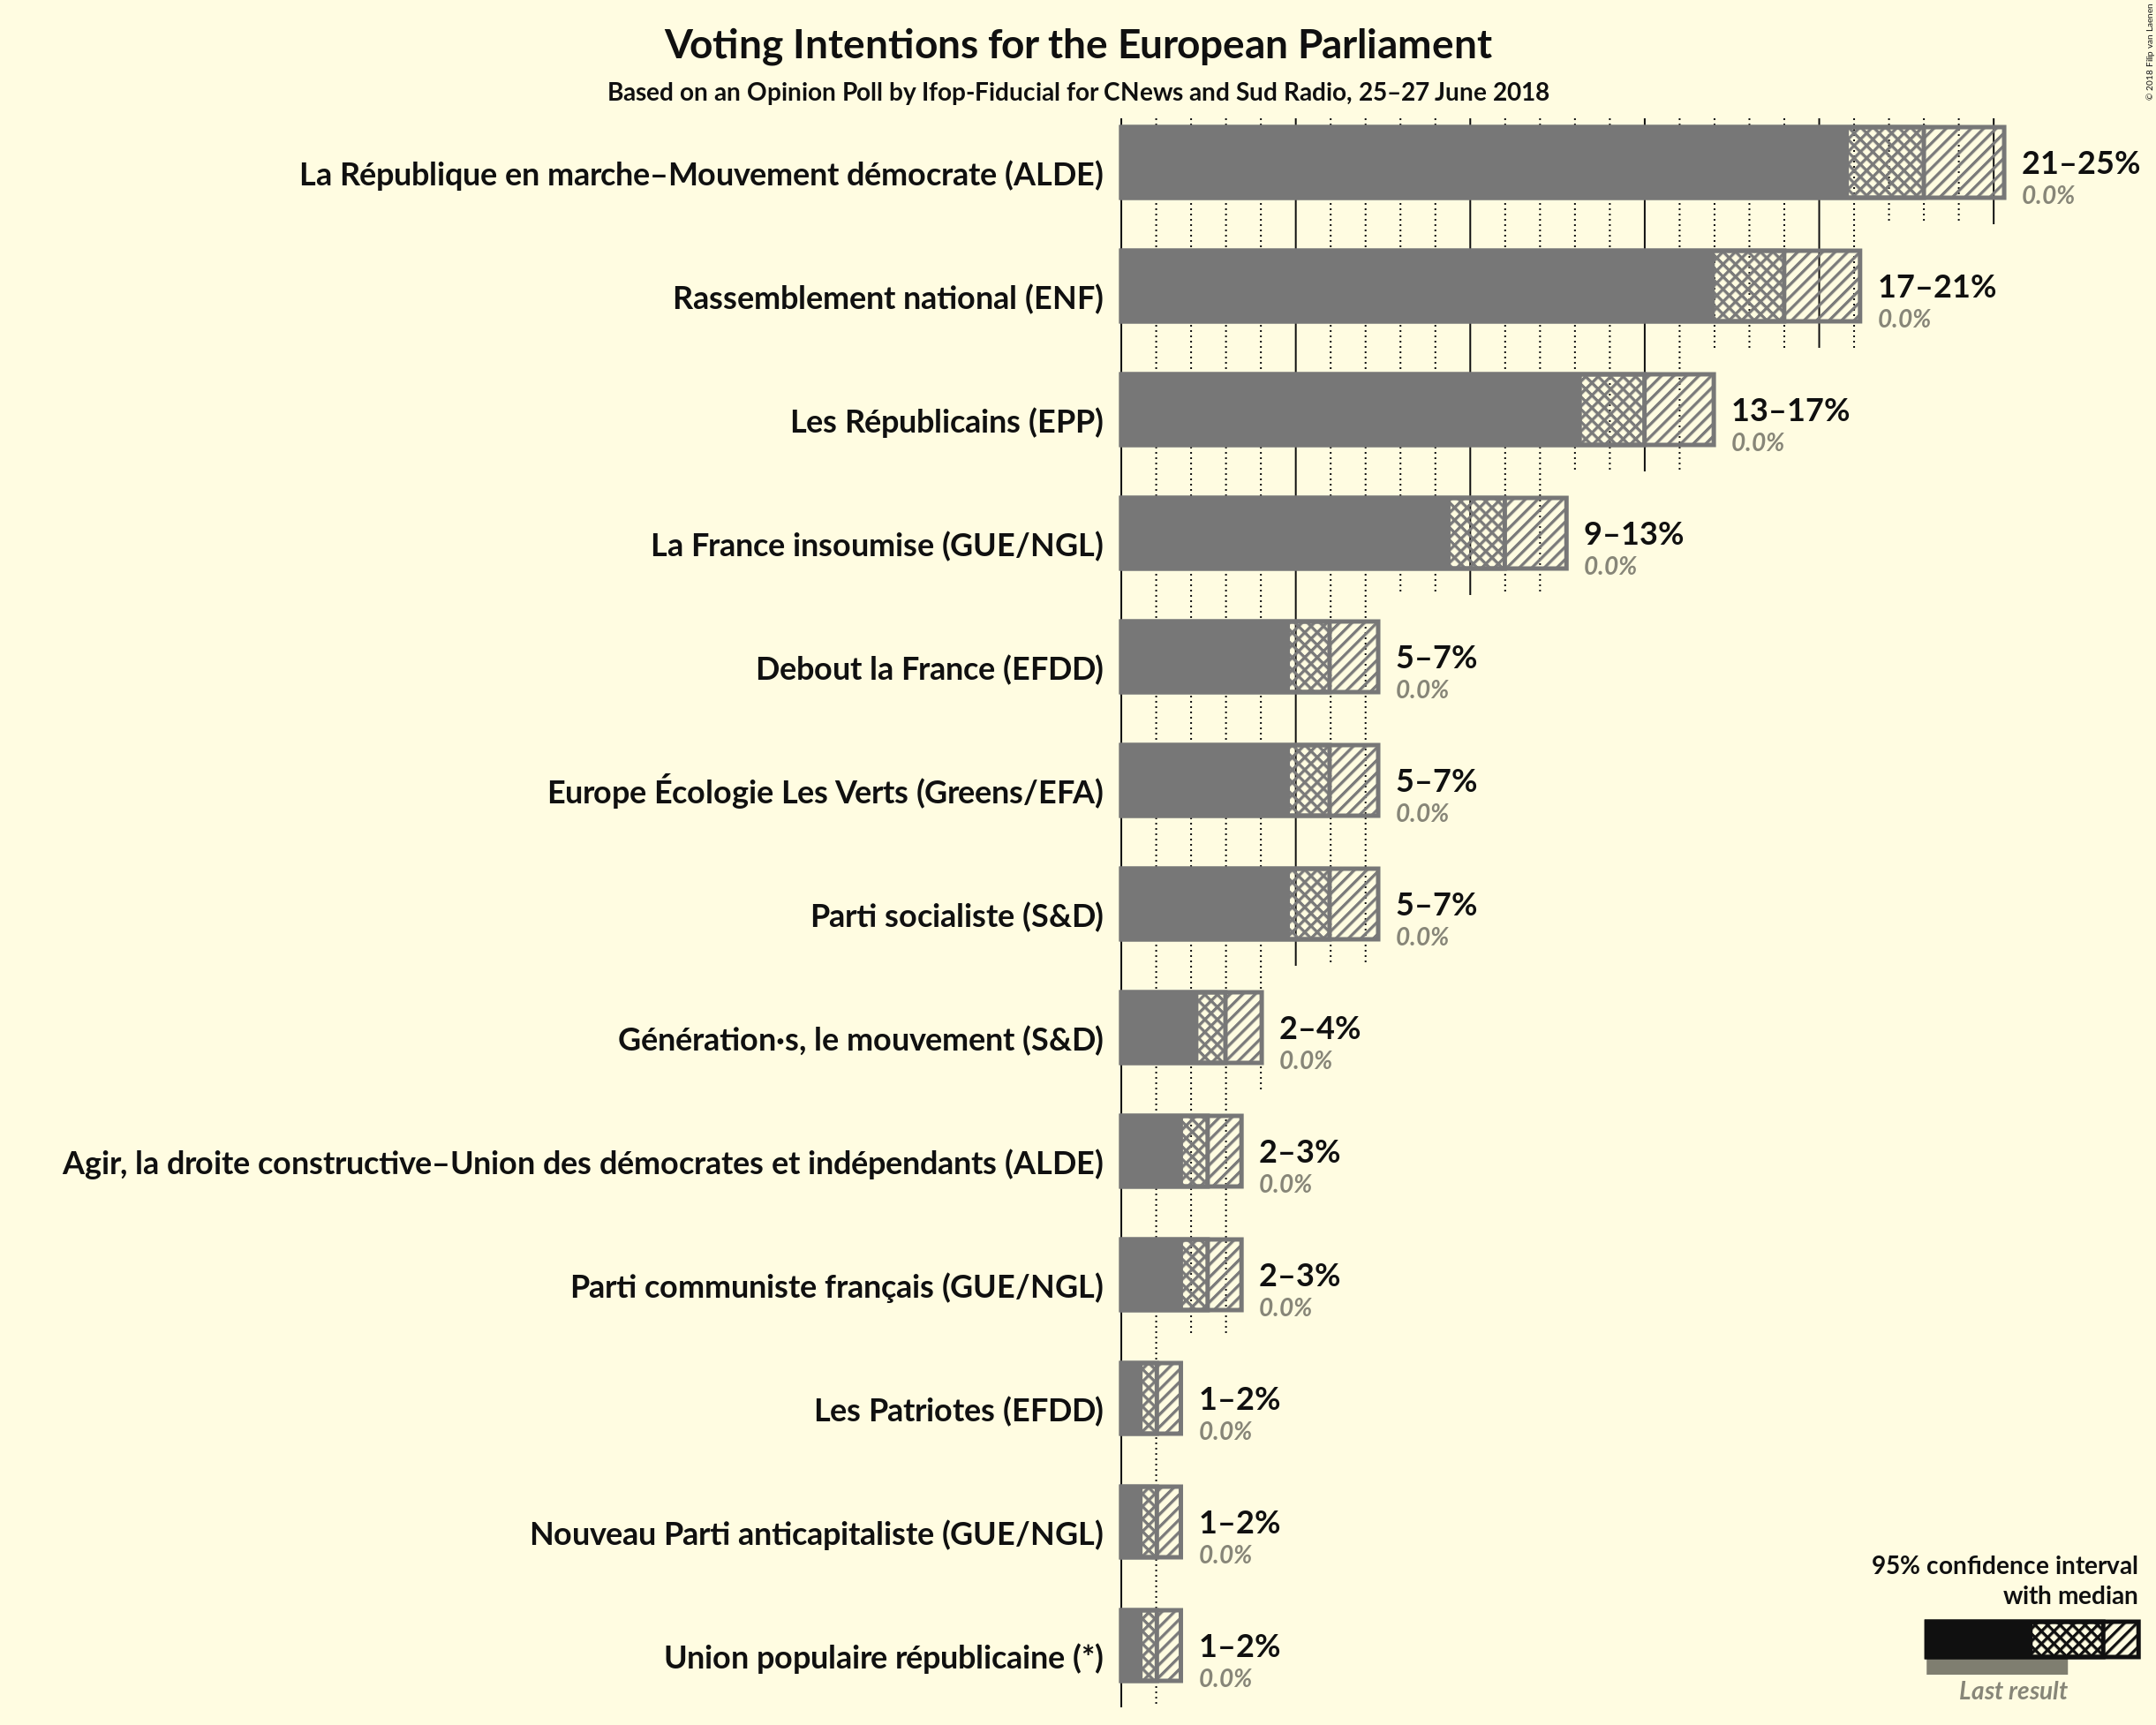 Voting Intentions for the European Parliament
Based on an Opinion Poll by Ifop-Fiducial for CNews and Sud Radio, 25–27 June 2018
© 2018 Filip van Laenen
La République en marche–Mouvement démocrate (ALDE)
21–25%
0.0%
Rassemblement national (ENF)
17–21%
0.0%
Les Républicains (EPP)
13–17%
0.0%
La France insoumise (GUE/NGL)
9–13%
0.0%
Debout la France (EFDD)
5–7%
0.0%
Europe Écologie Les Verts (Greens/EFA)
5–7%
0.0%
Parti socialiste (S&D)
5–7%
0.0%
Génération·s, le mouvement (S&D)
2–4%
0.0%
Agir, la droite constructive–Union des démocrates et indépendants (ALDE)
2–3%
0.0%
Parti communiste français (GUE/NGL)
2–3%
0.0%
Les Patriotes (EFDD)
1–2%
0.0%
Nouveau Parti anticapitaliste (GUE/NGL)
1–2%
0.0%
Union populaire républicaine (*)
1–2%
0.0%
95% confidence interval
with median
Last result